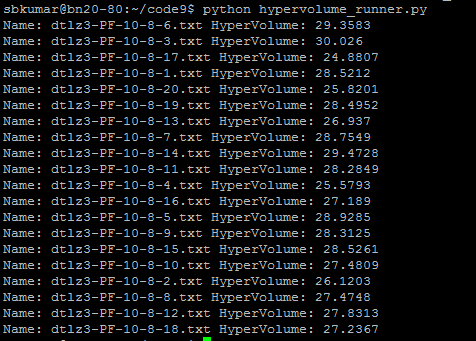 sbkumar@bn20-80:~/code9$ python hypervolume_runner.py
Name: dtlz3-PF-10-8-6.txt HyperVolume: 29.3583
Name: dtlz3-PF-10-8-3.txt HyperVolume: 30.026
Name: dtlz3-PF-10-8-17.txt HyperVolume: 24.8807
Name: dtlz3-PF-10-8-1.txt HyperVolume: 28.5212
Name: dtlz3-PF-10-8-20.txt HyperVolume: 25.8201
Name: dtlz3-PF-10-8-19.txt HyperVolume: 28.4952
Name: dtlz3-PF-10-8-13.txt HyperVolume: 26.937
Name: dtlz3-PF-10-8-7.txt HyperVolume: 28.7549
Name: dtlz3-PF-10-8-14.txt HyperVolume: 29.4728
Name: dtlz3-PF-10-8-11.txt HyperVolume: 28.2849
Name: dtlz3-PF-10-8-4.txt HyperVolume: 25.5793
Name: dtlz3-PF-10-8-16.txt HyperVolume: 27.189
Name: dtlz3-PF-10-8-5.txt HyperVolume: 28.9285
Name: dtlz3-PF-10-8-9.txt HyperVolume: 28.3125
Name: dtlz3-PF-10-8-15.txt HyperVolume: 28.5261
Name: dtlz3-PF-10-8-10.txt HyperVolume: 27.4809
Name: dtlz3-PF-10-8-2.txt HyperVolume: 26.1203
Name: dtlz3-PF-10-8-8.txt HyperVolume: 27.4748
Name: dtlz3-PF-10-8-12.txt HyperVolume: 27.8313
Name: dtlz3-PF-10-8-18.txt HyperVolume: 27.2367